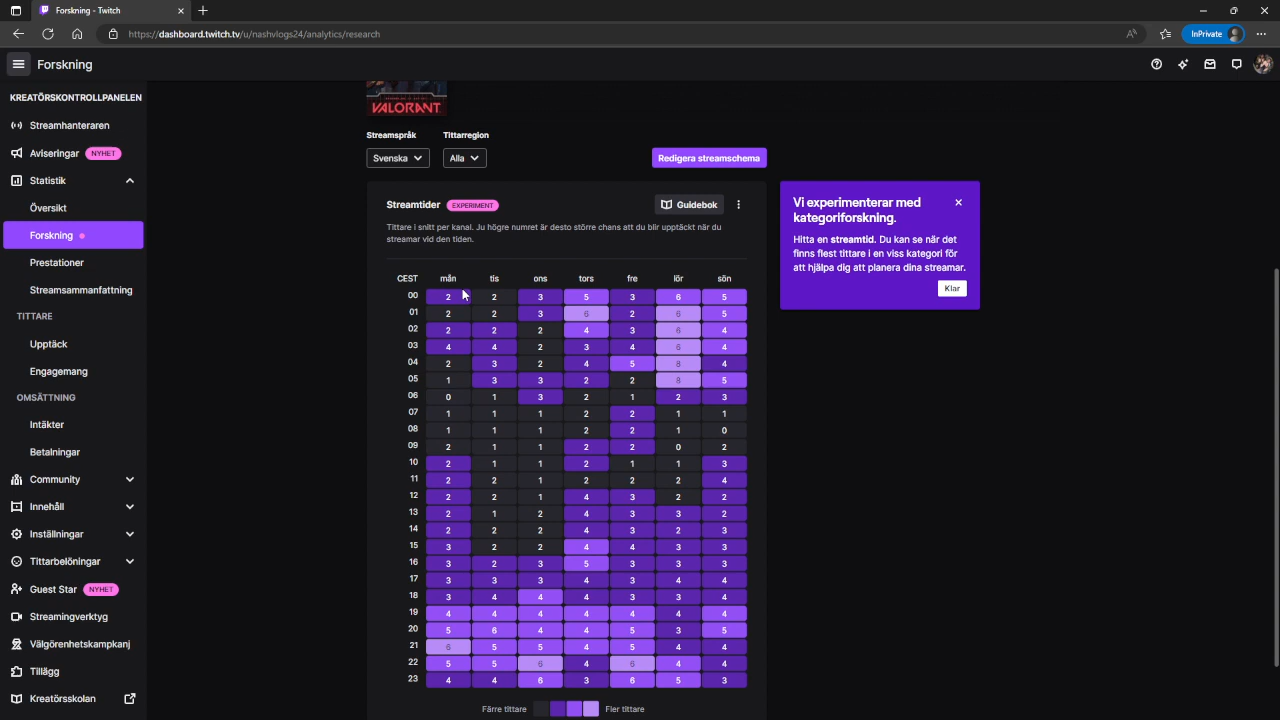 Forskning - Twitch
https://dashboard.twitch.tv/u/nashvlogs24/analytics/research
InPrivate
Forskning
KREATÖRSKONTROLLPANELEN
Streamhanteraren
Aviseringar NYHET
Statistik
Översikt
Forskning
Prestationer
Streamsammanfattning
TITTARE
Upptäck
Engagemang
OMSÄTTNING
Intäkter
Betalningar
Community
Innehåll
Inställningar
Tittarbelöningar
Guest Star NYHET
Streamingverktyg
Välgörenhetskampanj
Tillägg
Kreatörsskolan
VALORANT
Streamspråk Tittarregion
Svenska Alla Redigera streamschema
Streamtider EXPERIMENT Guidebok
Tittare i snitt per kanal. Ju högre numret är desto större chans att du blir upptäckt när du
streamar vid den tiden.
CEST mån tis ons tors fre lör sön
00 2 2 3 5 3 6 5
01 2 2 3 6 2 6 5
02 2 2 2 4 3 6 4
03 4 4 2 3 4 6 4
04 2 3 2 4 5 8 4
05 1 3 3 2 2 8 5
06 0 1 3 2 1 2 3
07 1 1 1 2 2 1 1
08 1 1 1 2 2 1 0
09 2 1 1 2 2 0 2
10 2 1 1 2 1 1 3
11 2 2 1 2 2 2 4
12 2 2 1 4 3 2 2
13 2 1 2 4 3 3 2
14 2 2 2 4 3 2 3
15 3 2 2 4 4 3 3
16 3 2 3 5 3 3 3
17 3 3 3 4 3 4 4
18 3 4 4 4 3 3 4
19 4 4 4 4 4 4 4
20 5 6 4 4 5 3 5
21 6 5 5 4 5 4 4
22 5 5 6 4 6 4 4
23 4 4 6 3 6 5 3
Färre tittare Fler tittare
Vi experimenterar med
kategoriforskning.
Hitta en streamtid. Du kan se när det
finns flest tittare i en viss kategori för
att hjälpa dig att planera dina streamar.
Klar